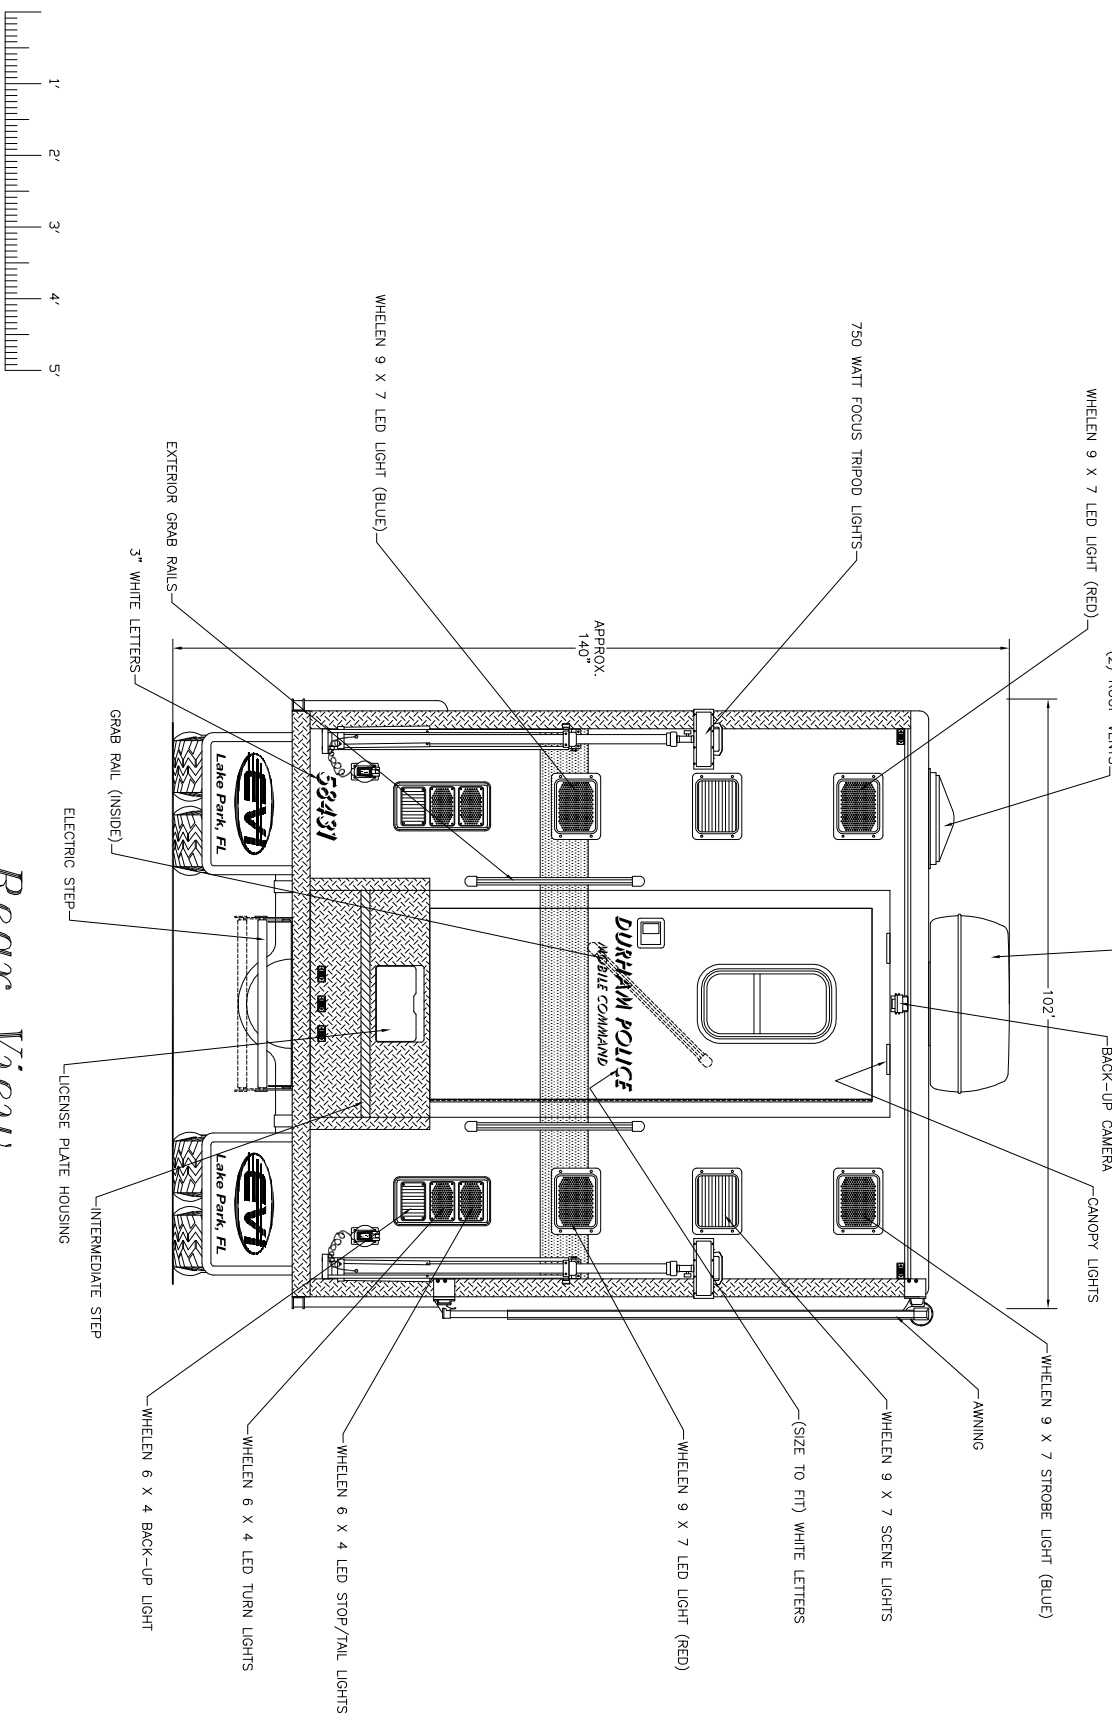 (2) ROOF VENTS
WHELEN 9 X 7 LED LIGHT (RED)
BACK-UP CAMERA
CANOPY LIGHTS
102'
WHELEN 9 X 7 STROBE LIGHT (BLUE)
AWNING
WHELEN 9 X 7 SCENE LIGHTS
750 WATT FOCUS TRIPOD LIGHTS
(SIZE TO FIT) WHITE LETTERS
WHELEN 9 X 7 LED LIGHT (RED)
DURHAM POLICE
MOBILE COMMAND
APPROX.
140"
WHELEN 9 X 7 LED LIGHT (BLUE)
WHELEN 6 X 4 LED STOP/TAIL LIGHTS
58431
WHELEN 6 X 4 LED TURN LIGHTS
EVI
Lake Park, FL
EVI
Lake Park, FL
EXTERIOR GRAB RAILS
3" WHITE LETTERS
WHELEN 6 X 4 BACK-UP LIGHT
GRAB RAIL (INSIDE)
INTERMEDIATE STEP
ELECTRIC STEP
LICENSE PLATE HOUSING
1'
2'
3'
4'
5'
Rear View